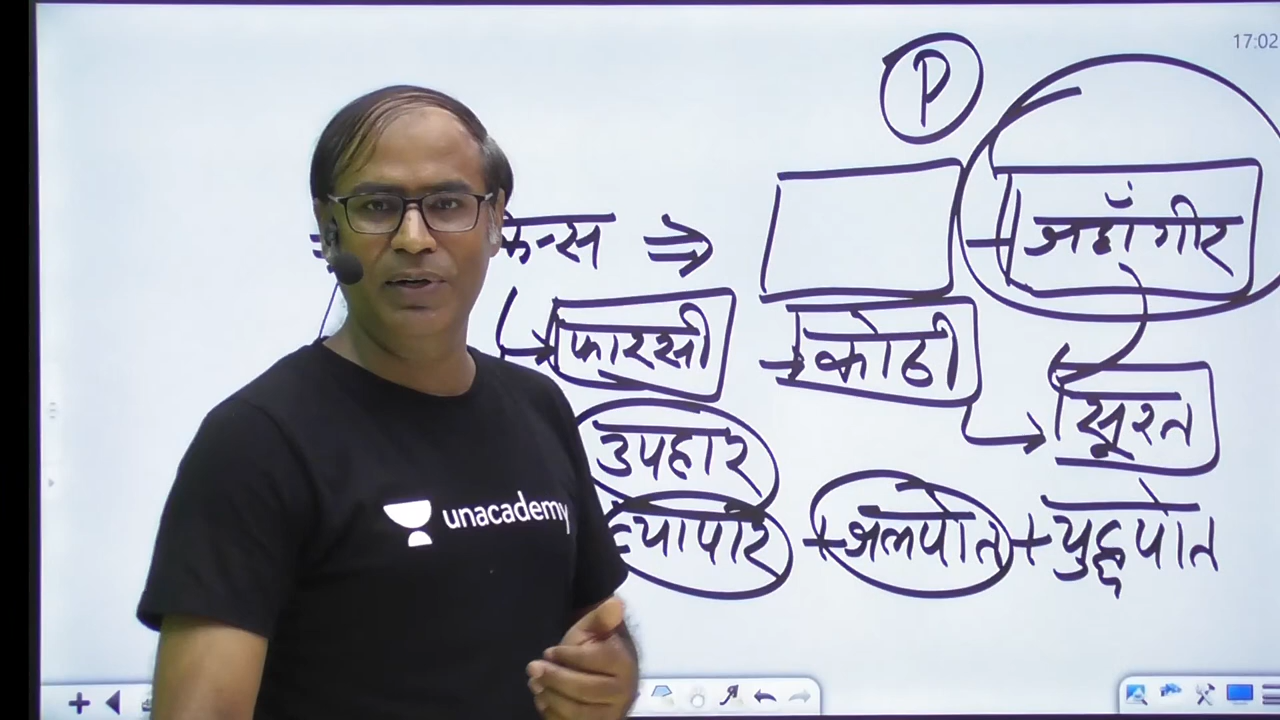 17:02
P
किन्स ⇒ जहाँगीर
फारसी कोठी
सूरत
उपहार
व्यापार + जलपोत + युद्धपोत
unacademy